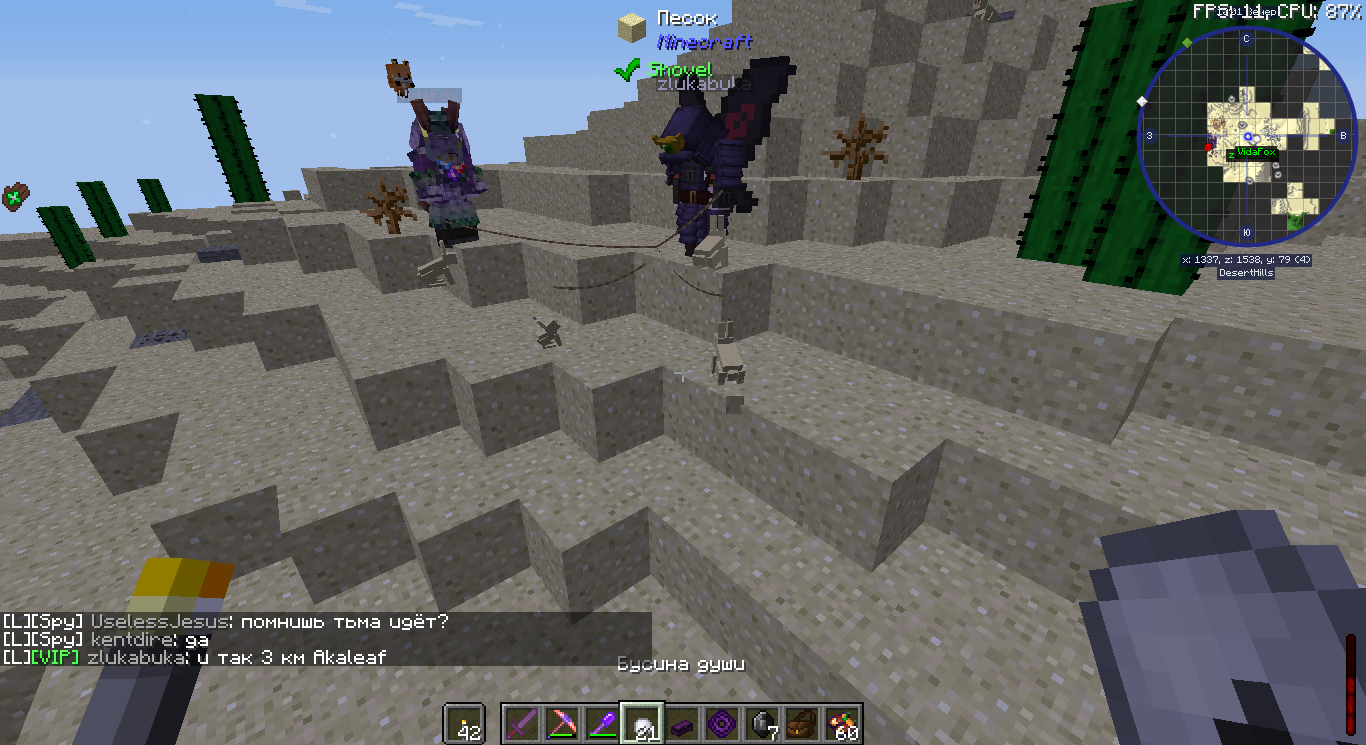 Песок
Minecraft
Shovel
zlukabuka
FPS: 11, CPU: 87%
С
З
В
VidaFox
Ю
x: 1337, z: 1538, y: 79 (4)
DesertHills
[L][Spy] UselessJesus: помнишь тьма идёт?
[L][Spy] kentdire: да
[L][VIP] zlukabuka: и так 3 км Akaleaf
Бусина души
42
21
7
60